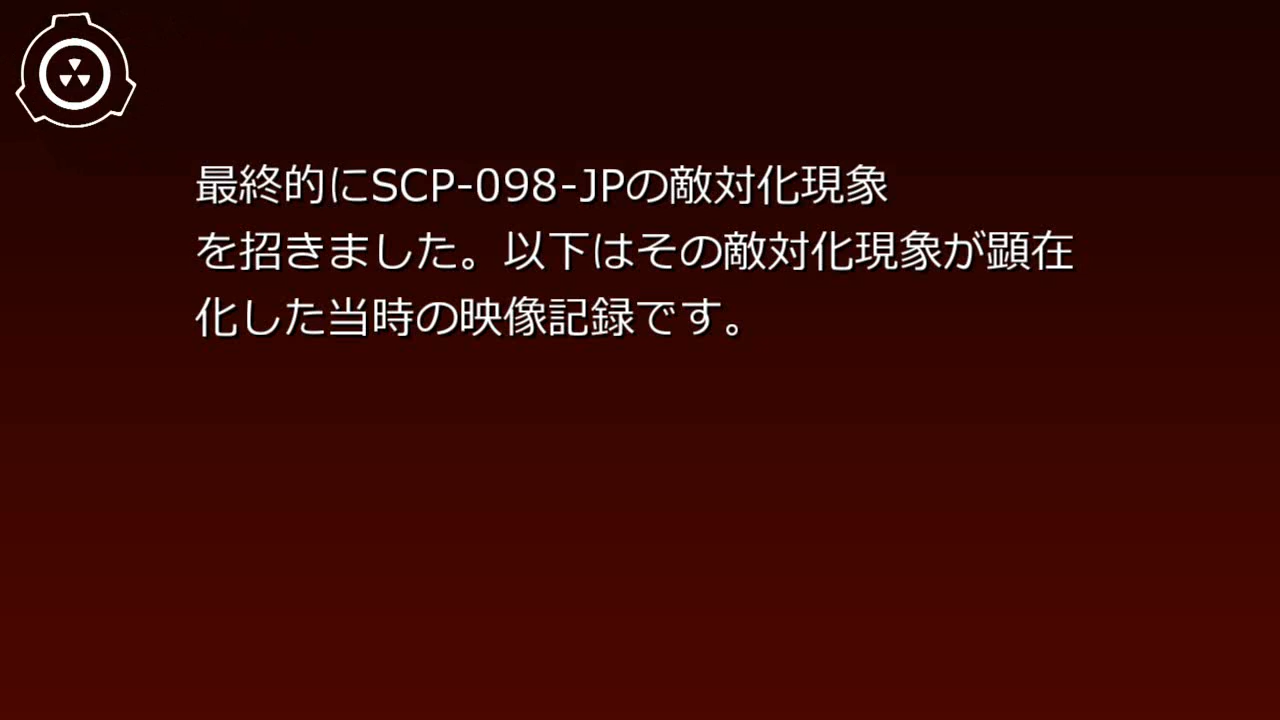 最終的にSCP-098-JPの敵対化現象
を招きました。以下はその敵対化現象が顕在
化した当時の映像記録です。